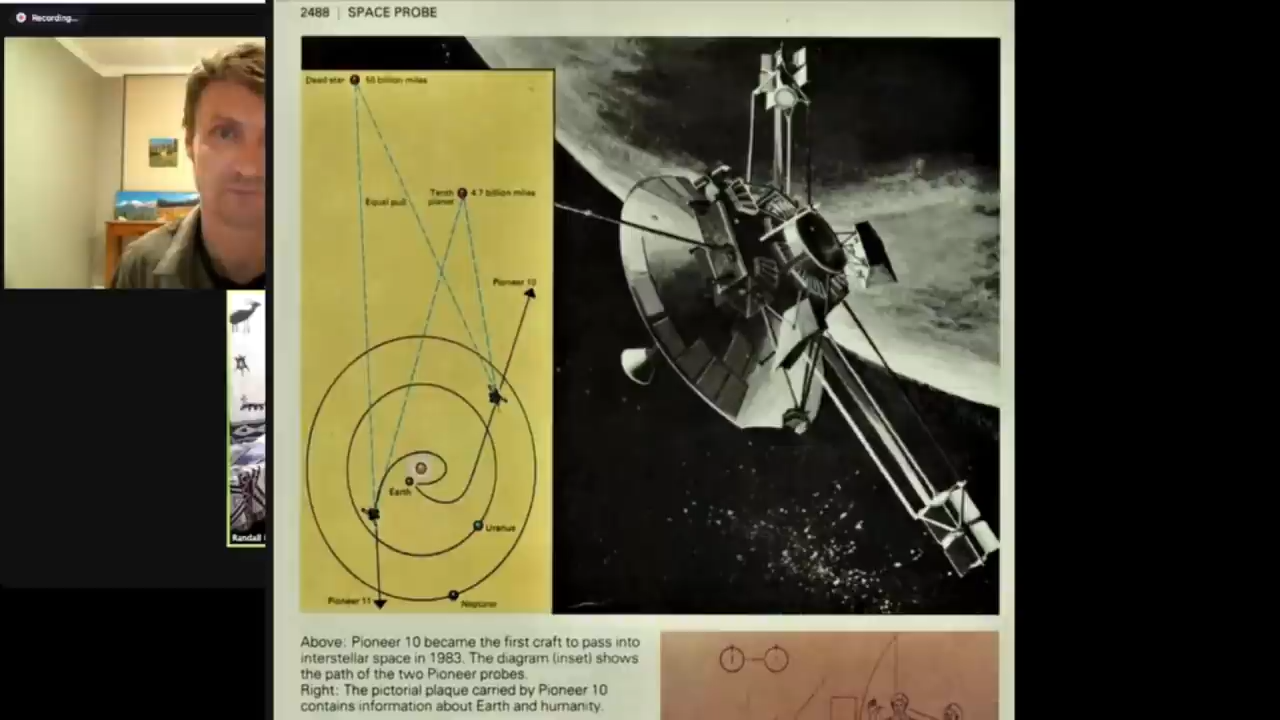 Recording...
2488 | SPACE PROBE
Dead star
56 billion miles
Tenth
planet
4.7 billion miles
Equal pull
Pioneer 10
Earth
Uranus
Pioneer 11
Neptune
Randall
Above: Pioneer 10 became the first craft to pass into
interstellar space in 1983. The diagram (inset) shows
the path of the two Pioneer probes.
Right: The pictorial plaque carried by Pioneer 10
contains information about Earth and humanity.